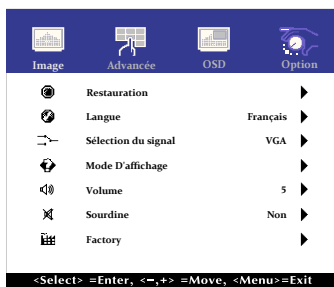 Image Advancée OSD Option
Restauration
Langue Français
Sélection du signal VGA
Mode D'affichage
Volume 5
Sourdine Non
Factory
<Select> =Enter, <−,+> =Move, <Menu>=Exit